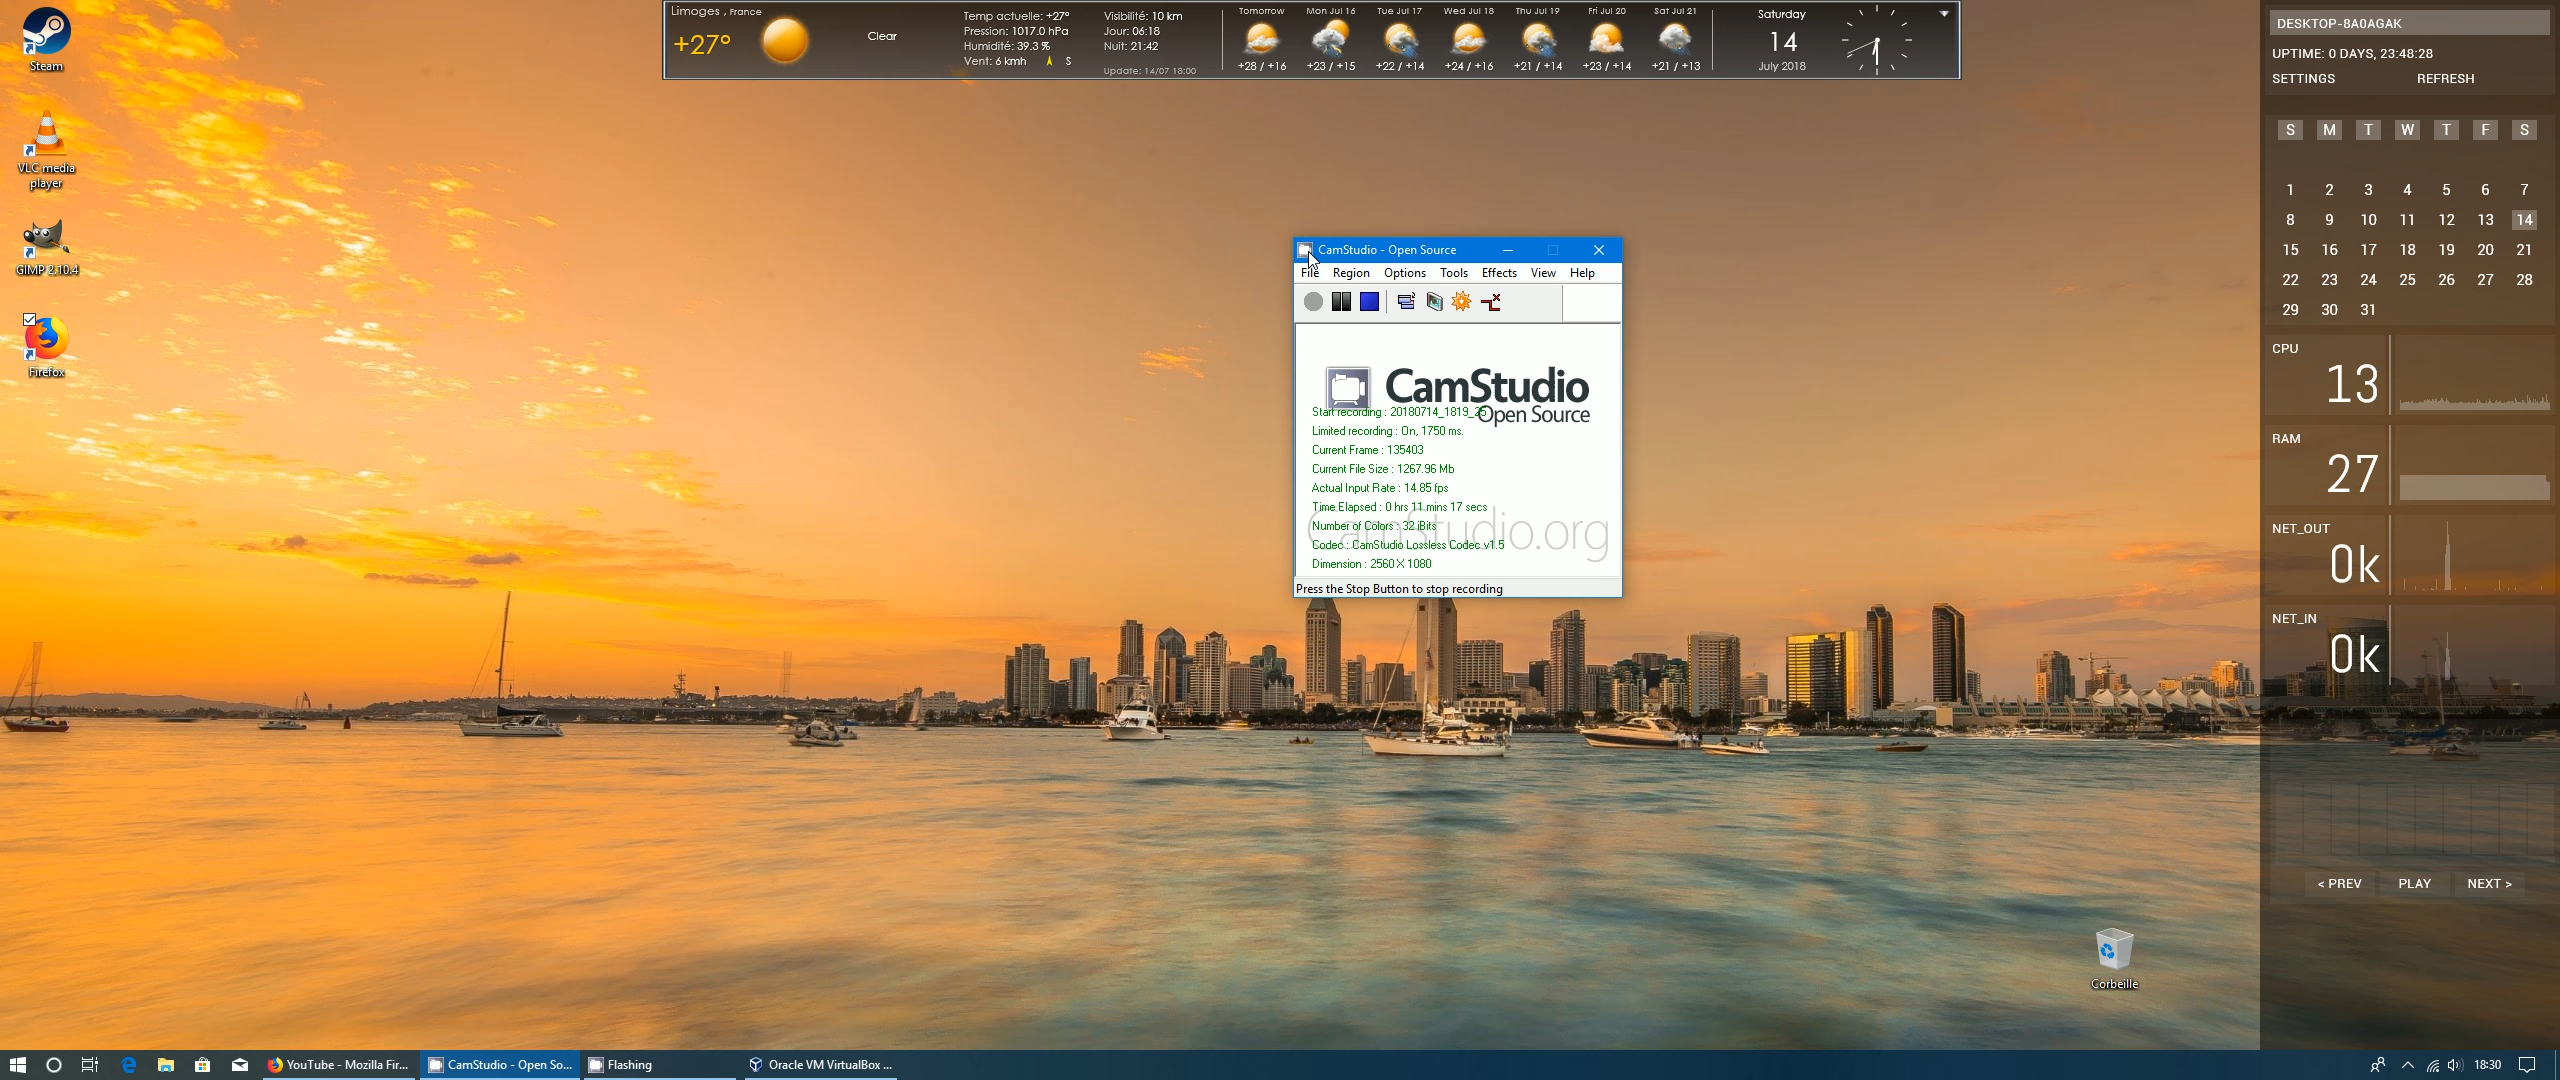 Steam
VLC media
player
GIMP 2.10.4
Firefox
Limoges , France
+27°
Clear
Temp actuelle: +27°
Pression: 1017.0 hPa
Humidité: 39.3 %
Vent: 6 kmh S
Visibilité: 10 km
Jour: 06:18
Nuit: 21:42
Update: 14/07 18:00
Tomorrow Mon Jul 16 Tue Jul 17 Wed Jul 18 Thu Jul 19 Fri Jul 20 Sat Jul 21
+28 / +16 +23 / +15 +22 / +14 +24 / +16 +21 / +14 +23 / +14 +21 / +13
Saturday
14
July 2018
CamStudio - Open Source
File Region Options Tools Effects View Help
CamStudio
Open Source
Start recording : 20180714_1819_25
Limited recording : On, 1750 ms.
Current Frame : 135403
Current File Size : 1267.96 Mb
Actual Input Rate : 14.85 fps
Time Elapsed : 0 hrs 11 mins 17 secs
Number of Colors : 32 iBits
CamStudio.org
Codec : CamStudio Lossless Codec v1.5
Dimension : 2560 X 1080
Press the Stop Button to stop recording
DESKTOP-8A0AGAK
UPTIME: 0 DAYS, 23:48:28
SETTINGS REFRESH
S M T W T F S
1 2 3 4 5 6 7
8 9 10 11 12 13 14
15 16 17 18 19 20 21
22 23 24 25 26 27 28
29 30 31
CPU
13
RAM
27
NET_OUT
0k
NET_IN
0k
< PREV PLAY NEXT >
Corbeille
YouTube - Mozilla Fir... CamStudio - Open So... Flashing Oracle VM VirtualBox ... 18:30